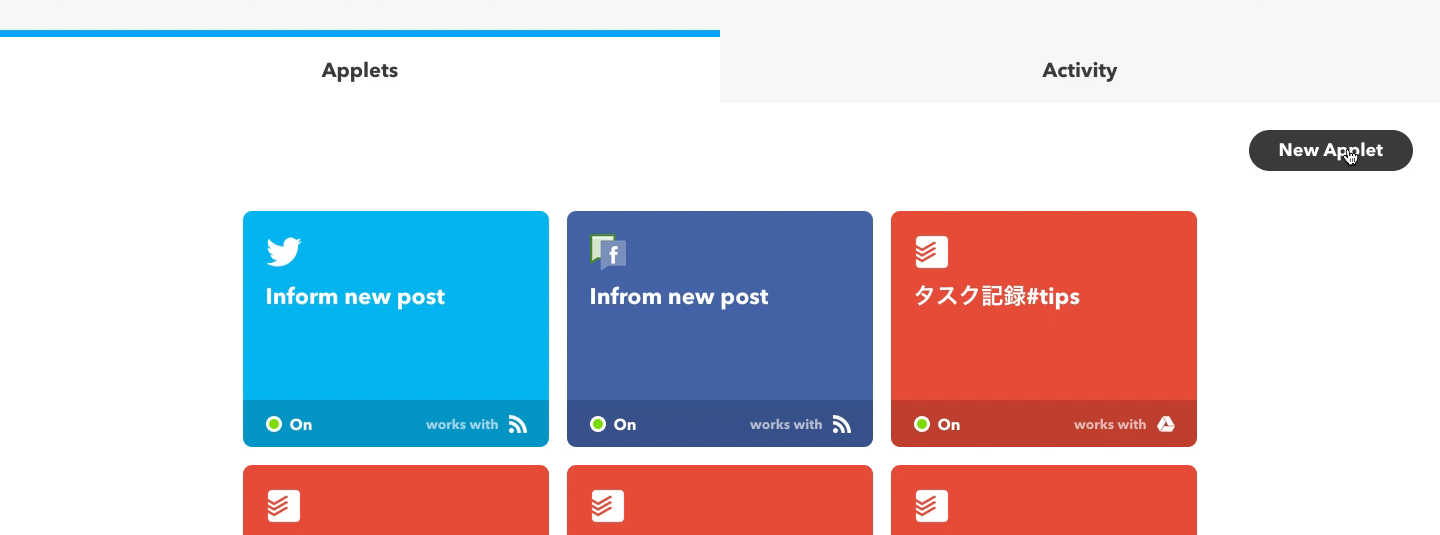 Applets
Activity
New Applet
Inform new post
Infrom new post
タスク記録#tips
On
works with
On
works with
On
works with